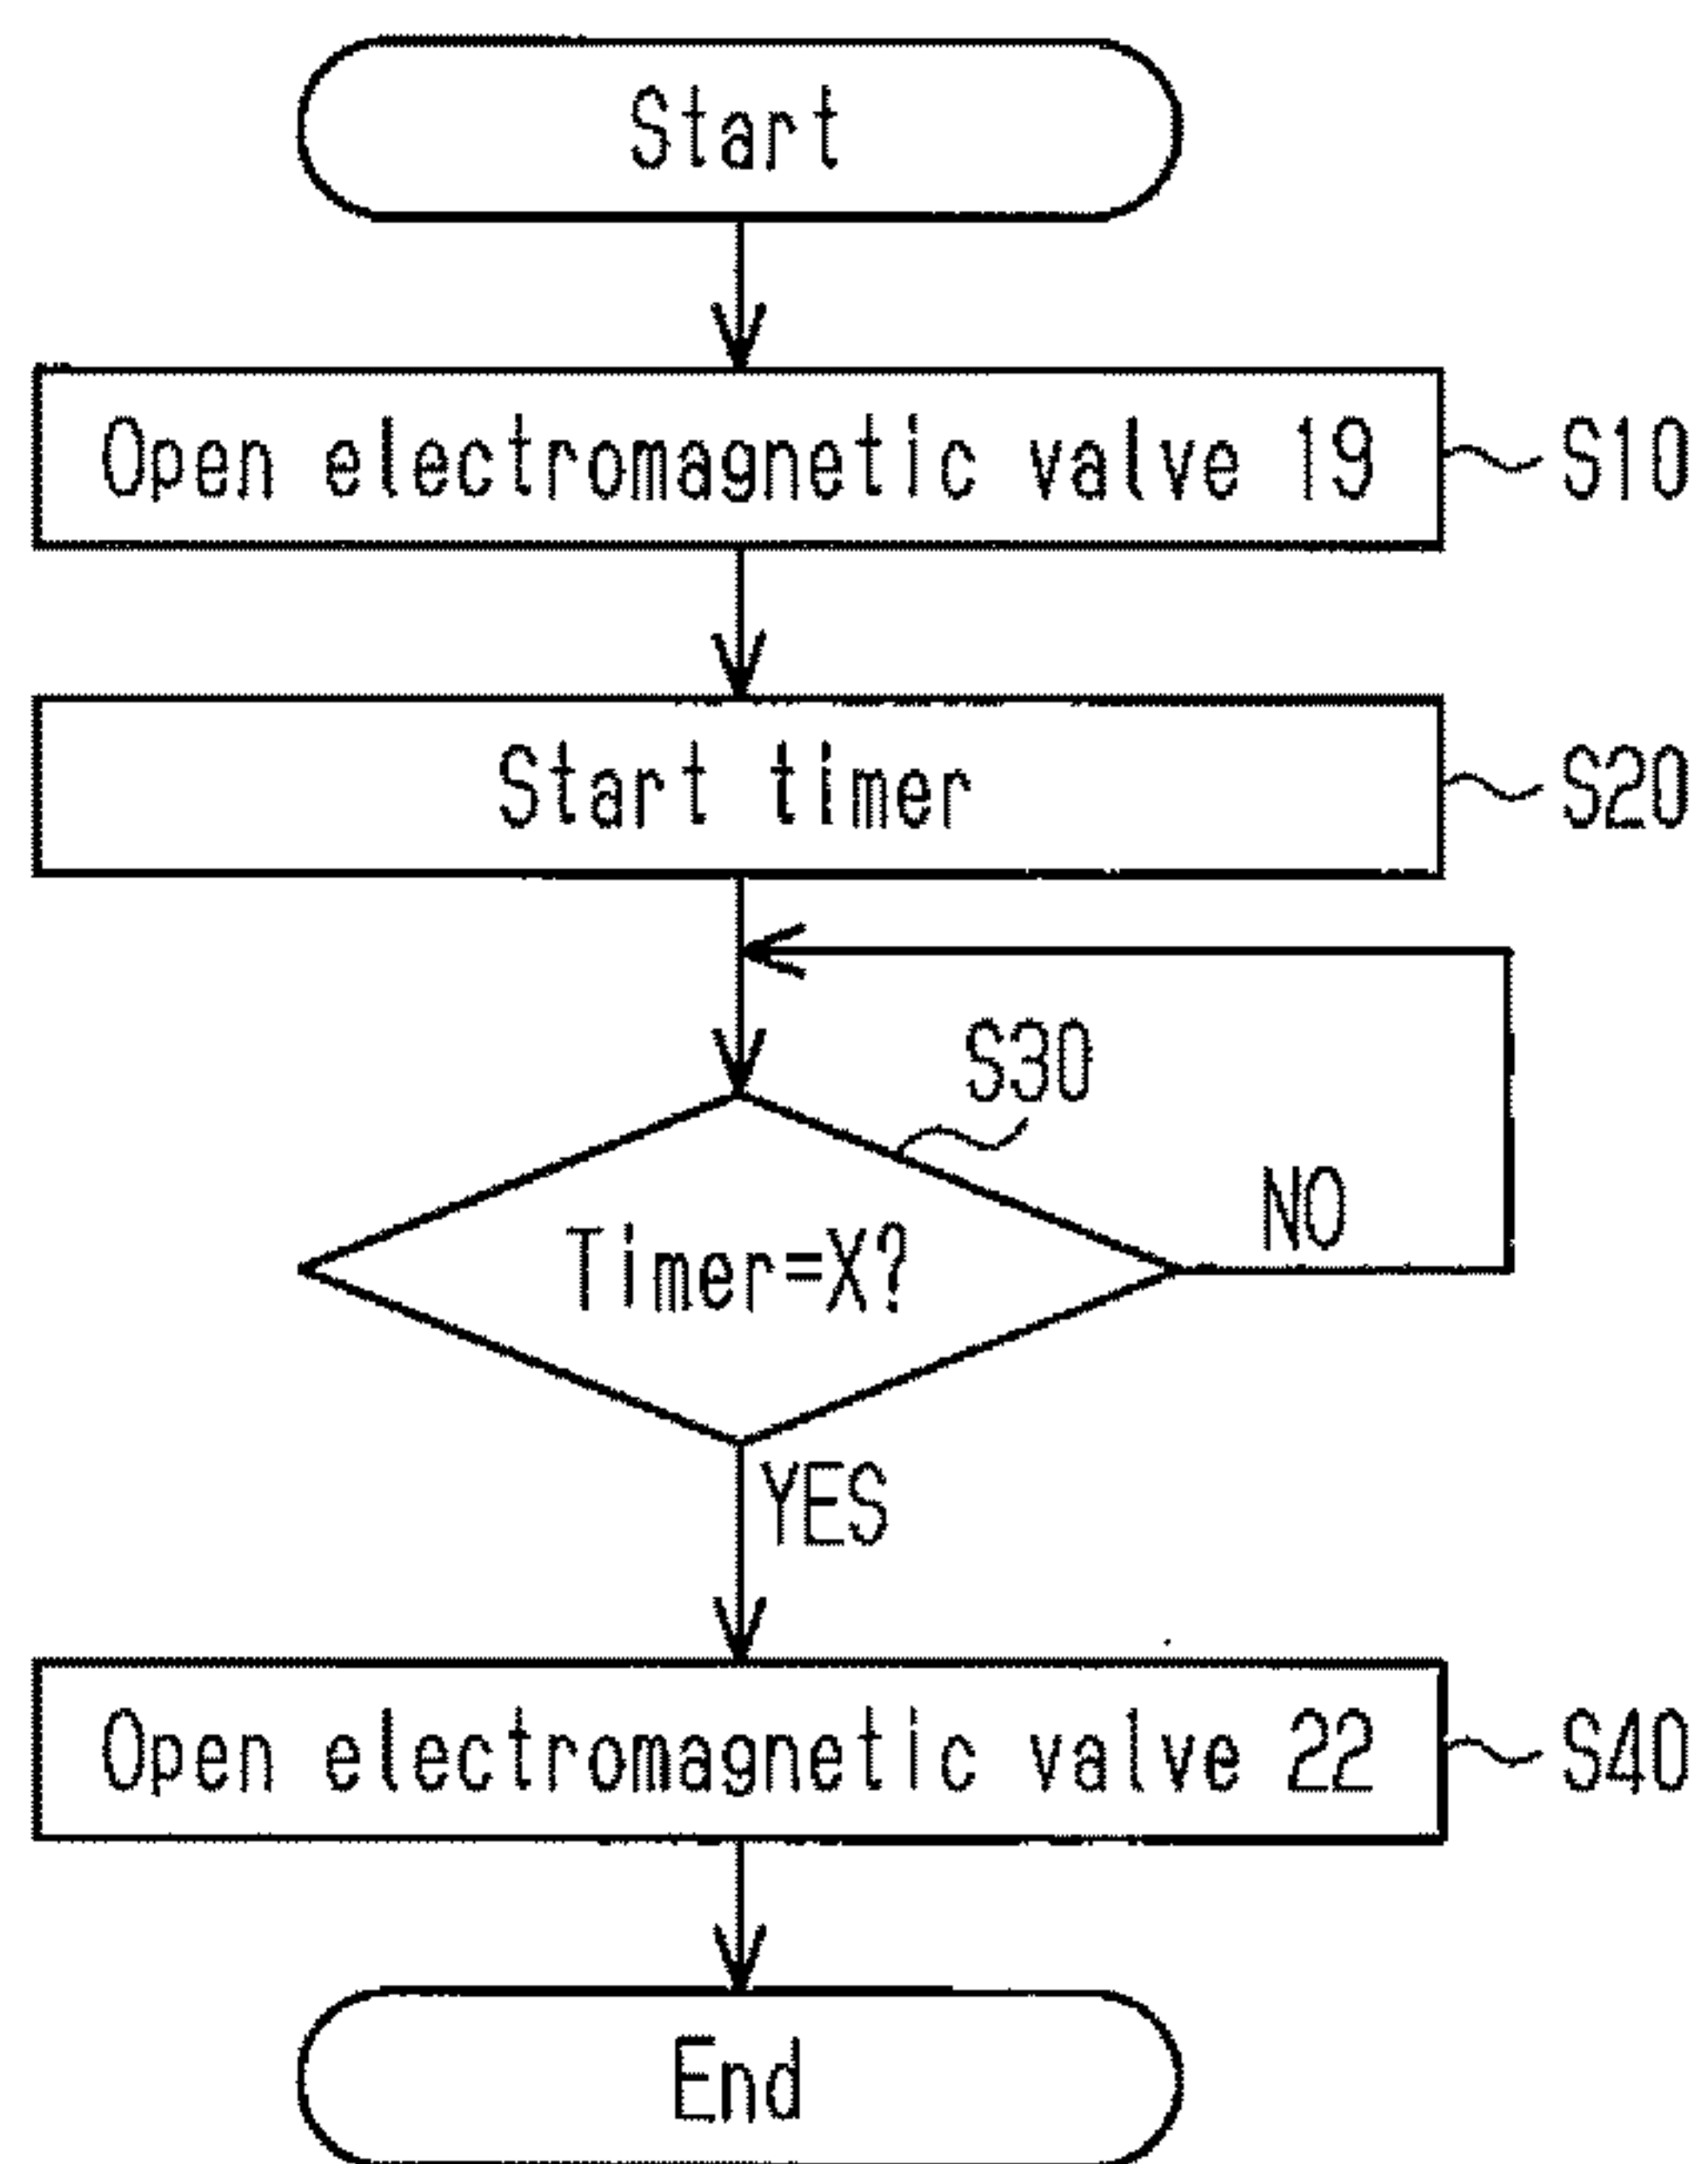 Start
Open electromagnetic valve 19
S10
Start timer
S20
S30
Timer=X?
NO
YES
Open electromagnetic valve 22
S40
End